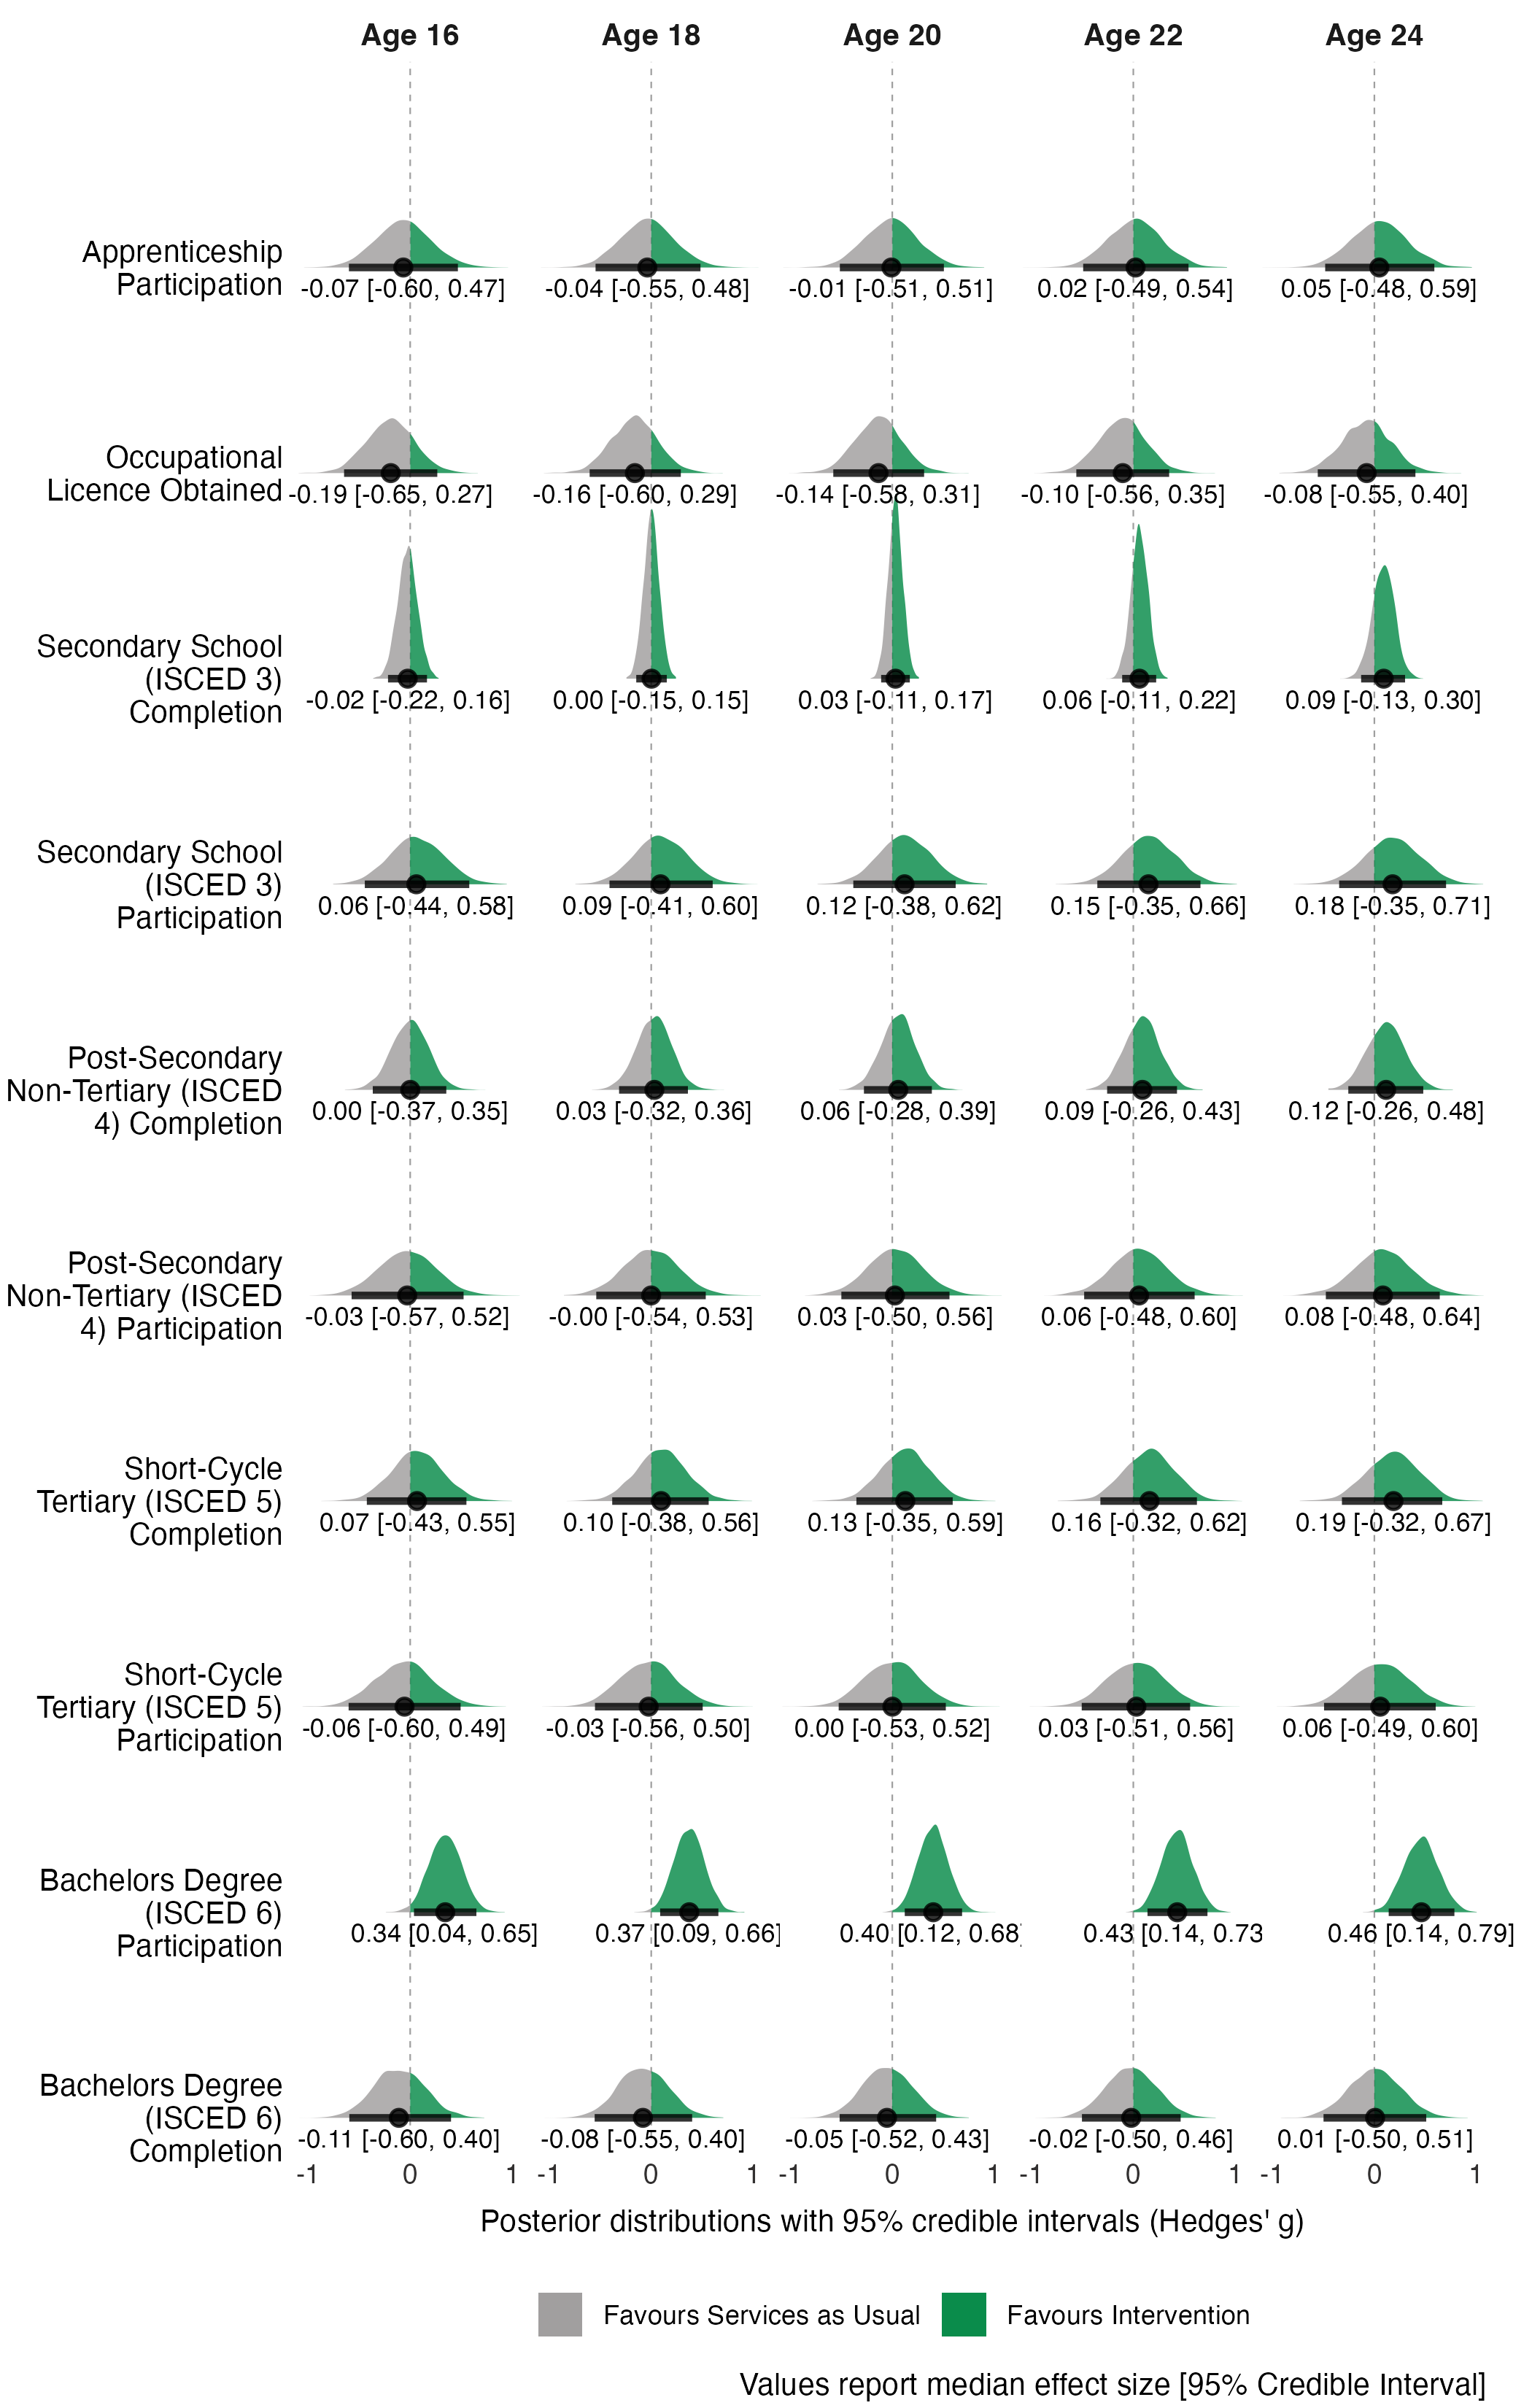 Age 16 Age 18 Age 20 Age 22 Age 24
Apprenticeship
Participation
-0.07 [-0.60, 0.47] -0.04 [-0.55, 0.48] -0.01 [-0.51, 0.51] 0.02 [-0.49, 0.54] 0.05 [-0.48, 0.59]
Occupational
Licence Obtained
-0.19 [-0.65, 0.27] -0.16 [-0.60, 0.29] -0.14 [-0.58, 0.31] -0.10 [-0.56, 0.35] -0.08 [-0.55, 0.40]
Secondary School
(ISCED 3)
Completion
-0.02 [-0.22, 0.16] 0.00 [-0.15, 0.15] 0.03 [-0.11, 0.17] 0.06 [-0.11, 0.22] 0.09 [-0.13, 0.30]
Secondary School
(ISCED 3)
Participation
0.06 [-0.44, 0.58] 0.09 [-0.41, 0.60] 0.12 [-0.38, 0.62] 0.15 [-0.35, 0.66] 0.18 [-0.35, 0.71]
Post-Secondary
Non-Tertiary (ISCED
4) Completion
0.00 [-0.37, 0.35] 0.03 [-0.32, 0.36] 0.06 [-0.28, 0.39] 0.09 [-0.26, 0.43] 0.12 [-0.26, 0.48]
Post-Secondary
Non-Tertiary (ISCED
4) Participation
-0.03 [-0.57, 0.52] -0.00 [-0.54, 0.53] 0.03 [-0.50, 0.56] 0.06 [-0.48, 0.60] 0.08 [-0.48, 0.64]
Short-Cycle
Tertiary (ISCED 5)
Completion
0.07 [-0.43, 0.55] 0.10 [-0.38, 0.56] 0.13 [-0.35, 0.59] 0.16 [-0.32, 0.62] 0.19 [-0.32, 0.67]
Short-Cycle
Tertiary (ISCED 5)
Participation
-0.06 [-0.60, 0.49] -0.03 [-0.56, 0.50] 0.00 [-0.53, 0.52] 0.03 [-0.51, 0.56] 0.06 [-0.49, 0.60]
Bachelors Degree
(ISCED 6)
Participation
0.34 [0.04, 0.65] 0.37 [0.09, 0.66] 0.40 [0.12, 0.68] 0.43 [0.14, 0.73 0.46 [0.14, 0.79]
Bachelors Degree
(ISCED 6)
Completion
-0.11 [-0.60, 0.40] -0.08 [-0.55, 0.40] -0.05 [-0.52, 0.43] -0.02 [-0.50, 0.46] 0.01 [-0.50, 0.51]
-1 0 1 -1 0 1 -1 0 1 -1 0 1 -1 0 1
Posterior distributions with 95% credible intervals (Hedges' g)
Favours Services as Usual Favours Intervention
Values report median effect size [95% Credible Interval]